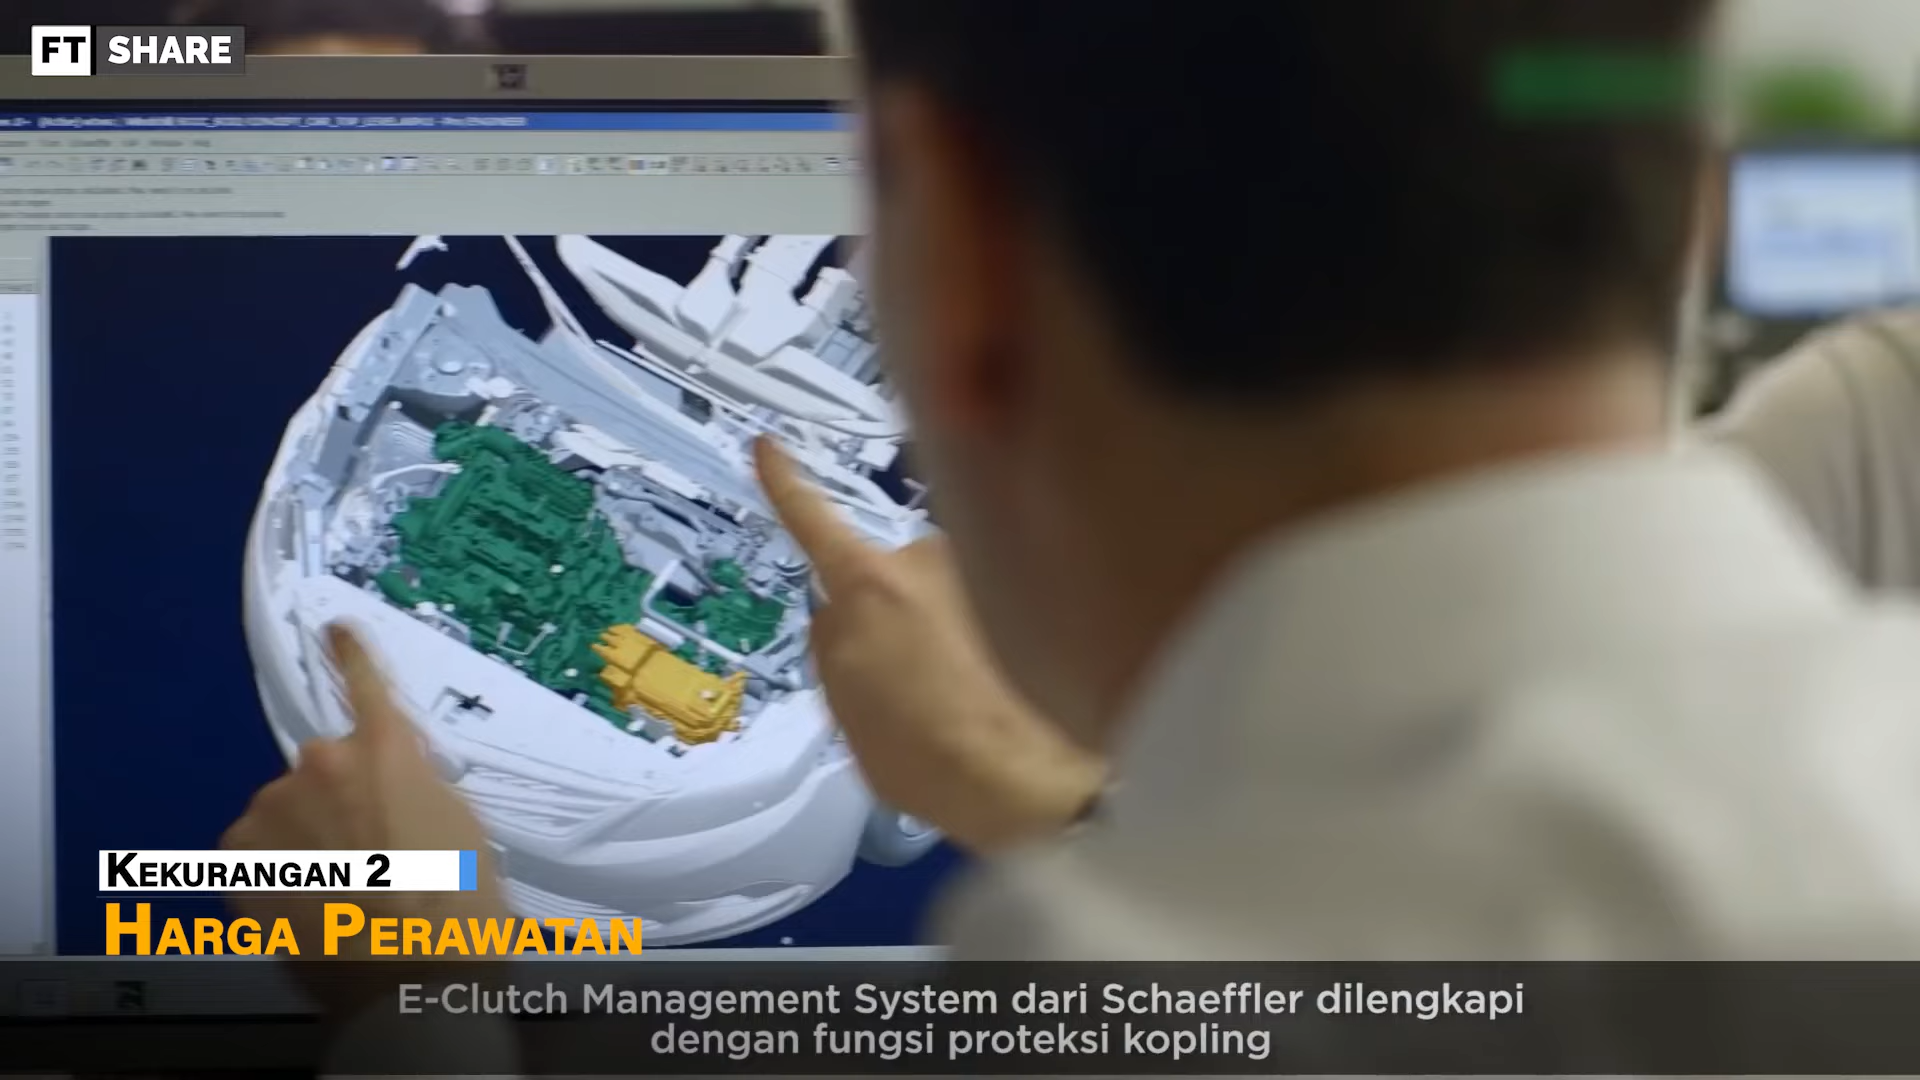 FT SHARE
KEKURANGAN 2
HARGA PERAWATAN
E-Clutch Management System dari Schaeffler dilengkapi
dengan fungsi proteksi kopling